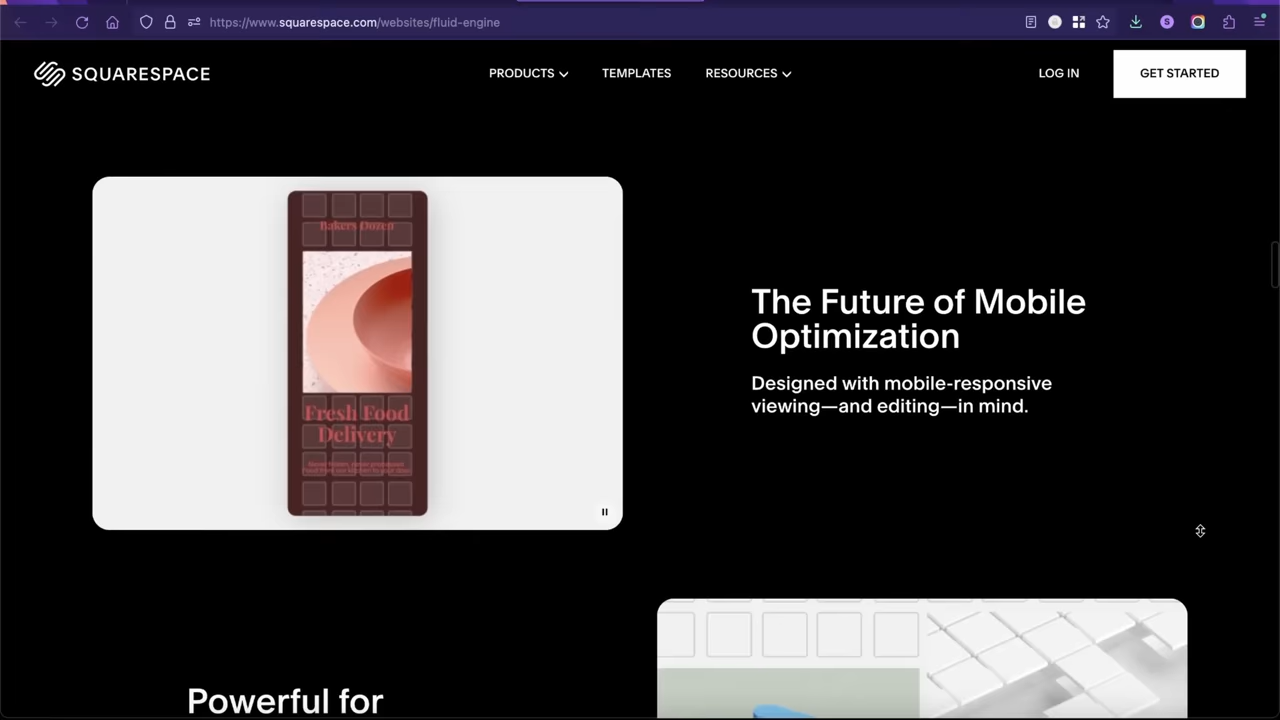 https://www.squarespace.com/websites/fluid-engine
S
SQUARESPACE
PRODUCTS
TEMPLATES
RESOURCES
LOG IN
GET STARTED
Bakers Dozen
Fresh Food
Delivery
The Future of Mobile
Optimization
Designed with mobile-responsive
viewing—and editing—in mind.
Powerful for